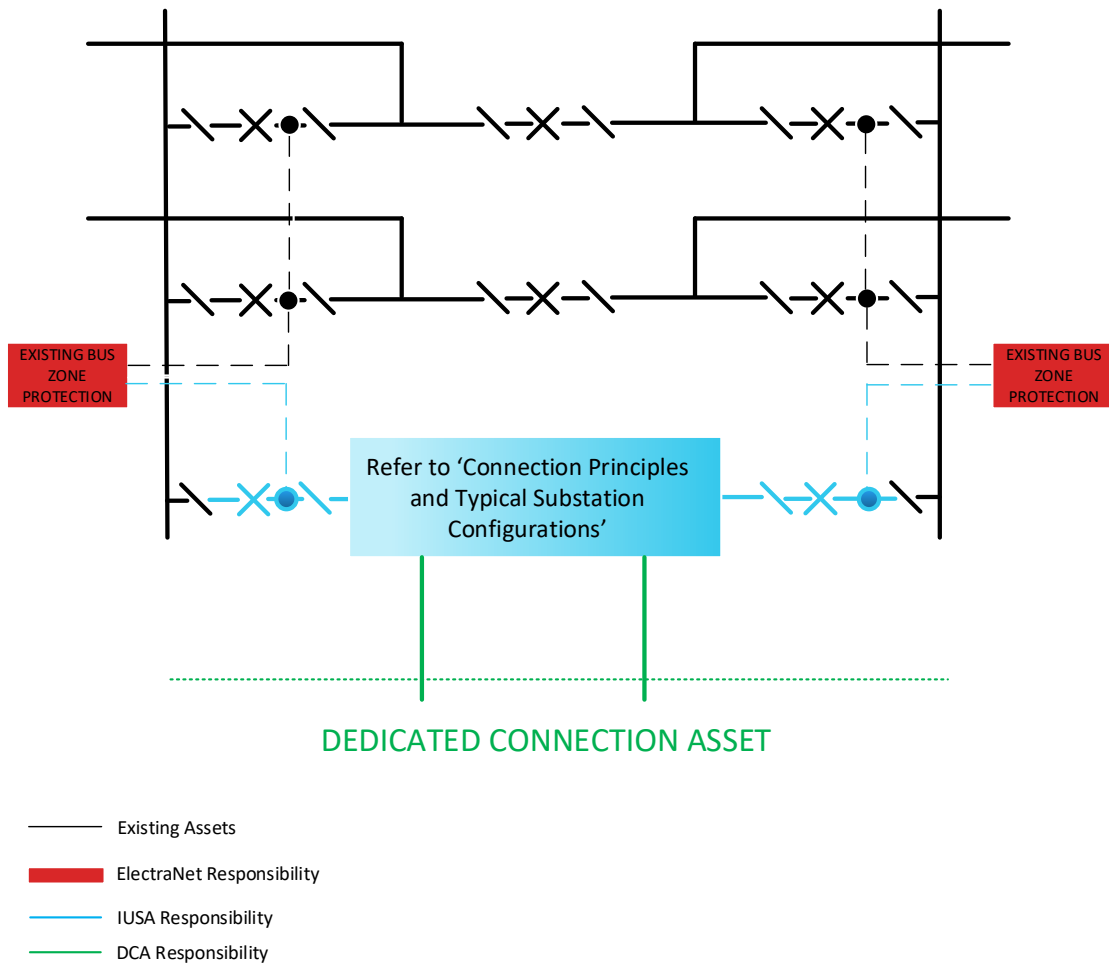 EXISTING BUS
ZONE
PROTECTION
EXISTING BUS
ZONE
PROTECTION
Refer to ‘Connection Principles
and Typical Substation
Configurations’
DEDICATED CONNECTION ASSET
Existing Assets
ElectraNet Responsibility
IUSA Responsibility
DCA Responsibility